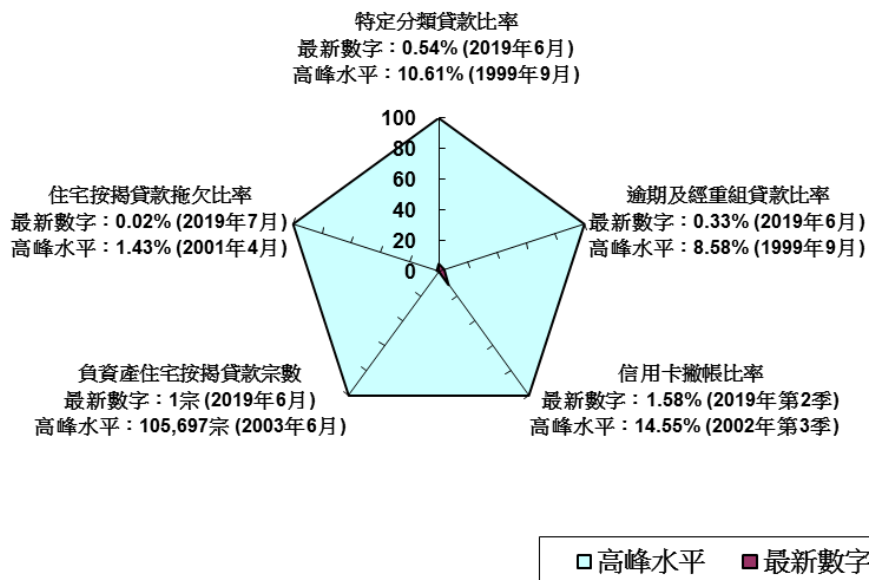 特定分類貸款比率
最新數字：0.54% (2019年6月)
高峰水平：10.61% (1999年9月)
100
80
60
40
20
0
住宅按揭貸款拖欠比率
最新數字：0.02% (2019年7月)
高峰水平：1.43% (2001年4月)
逾期及經重組貸款比率
最新數字：0.33% (2019年6月)
高峰水平：8.58% (1999年9月)
負資產住宅按揭貸款宗數
最新數字：1宗 (2019年6月)
高峰水平：105,697宗 (2003年6月)
信用卡撇帳比率
最新數字：1.58% (2019年第2季)
高峰水平：14.55% (2002年第3季)
高峰水平 最新數字